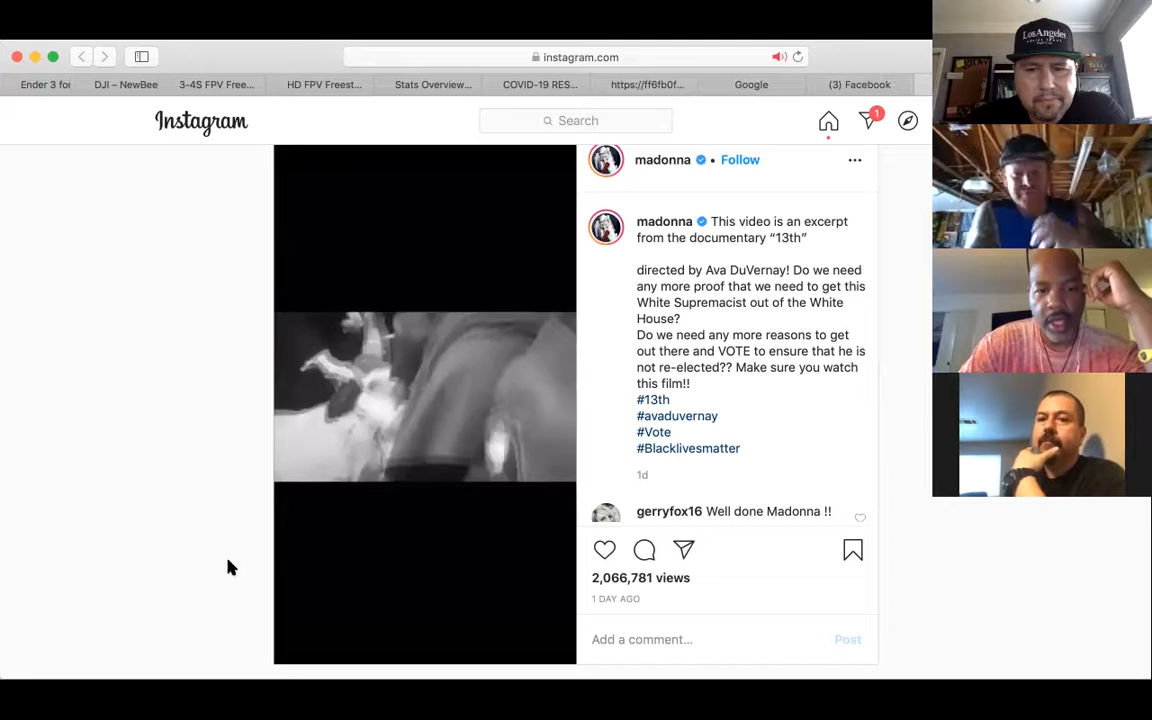 instagram.com
Ender 3 for
DJI – NewBee
3-4S FPV Free...
HD FPV Freest...
Stats Overview...
COVID-19 RES...
https://ff6fb0f...
Google
(3) Facebook
Instagram
Search
1
madonna • Follow
madonna This video is an excerpt
from the documentary “13th”
directed by Ava DuVernay! Do we need
any more proof that we need to get this
White Supremacist out of the White
House?
Do we need any more reasons to get
out there and VOTE to ensure that he is
not re-elected?? Make sure you watch
this film!!
#13th
#avaduvernay
#Vote
#Blacklivesmatter
1d
gerryfox16 Well done Madonna !!
2,066,781 views
1 DAY AGO
Add a comment...
Post
Los Angeles